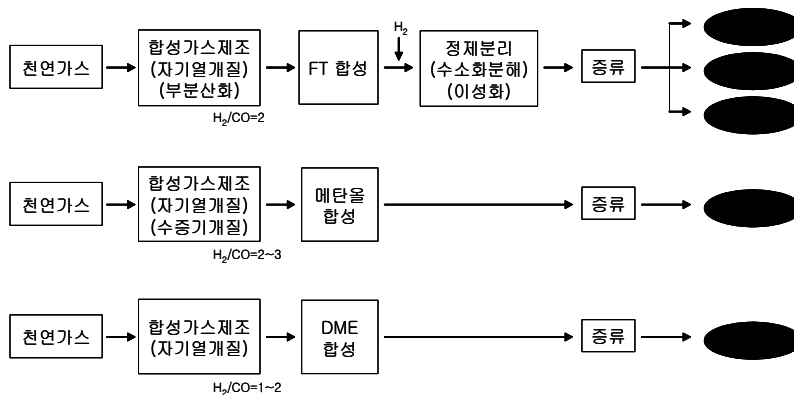 H₂
천연가스
합성가스제조
(자기열개질)
(부분산화)
FT 합성
정제분리
(수소화분해)
(이성화)
증류
H₂/CO=2
천연가스
합성가스제조
(자기열개질)
(수증기개질)
메탄올
합성
증류
H₂/CO=2~3
천연가스
합성가스제조
(자기열개질)
DME
합성
증류
H₂/CO=1~2